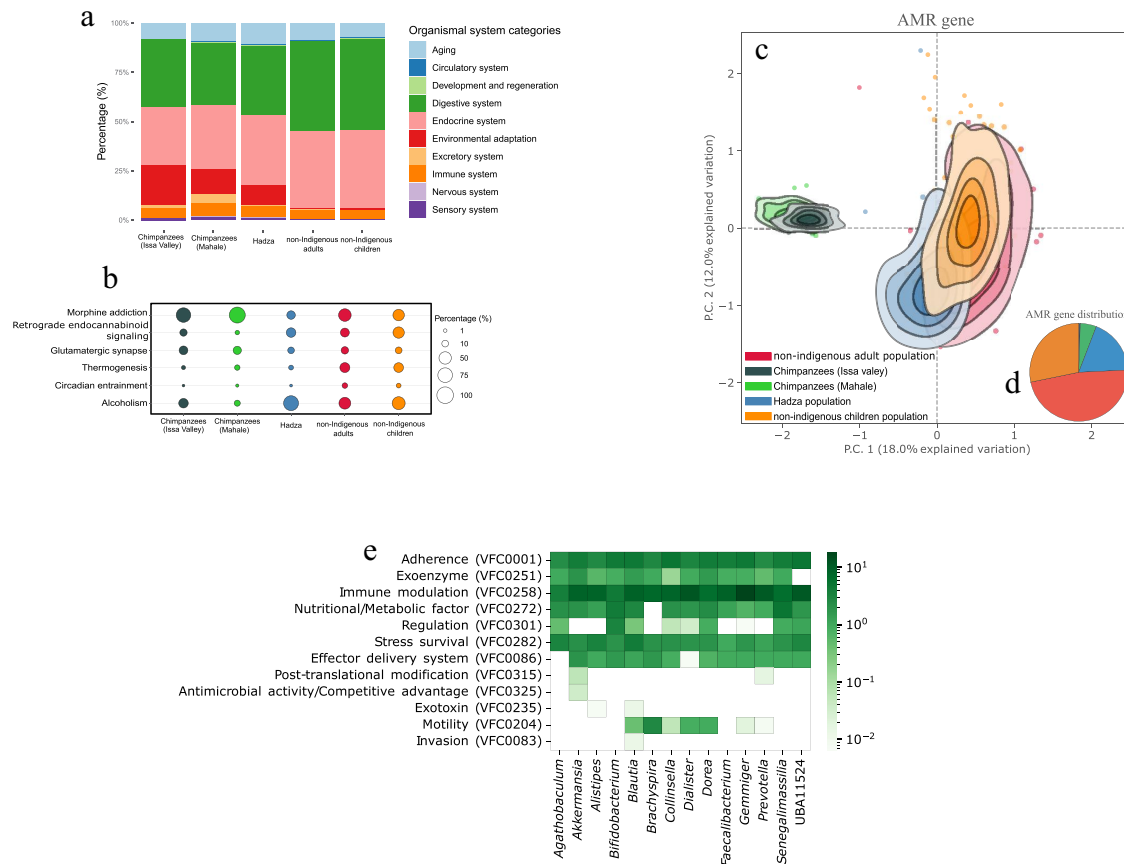 a
100%
75%
50%
25%
0%
Percentage (%)
Chimpanzees
(Issa Valley)
Chimpanzees
(Mahale)
Hadza
non-Indigenous
adults
non-Indigenous
children
Organismal system categories
Aging
Circulatory system
Development and regeneration
Digestive system
Endocrine system
Environmental adaptation
Excretory system
Immune system
Nervous system
Sensory system
b
Morphine addiction
Retrograde endocannabinoid
signaling
Glutamatergic synapse
Thermogenesis
Circadian entrainment
Alcoholism
Chimpanzees
(Issa Valley)
Chimpanzees
(Mahale)
Hadza
non-Indigenous
adults
non-Indigenous
children
Percentage (%)
1
10
50
75
100
AMR gene
c
2
1
0
−1
−2
P.C. 2 (12.0% explained variation)
non-indigenous adult population
Chimpanzees (Issa valey)
Chimpanzees (Mahale)
Hadza population
non-indigenous children population
AMR gene distribution
d
−2
−1
0
1
2
P.C. 1 (18.0% explained variation)
e
Adherence (VFC0001)
Exoenzyme (VFC0251)
Immune modulation (VFC0258)
Nutritional/Metabolic factor (VFC0272)
Regulation (VFC0301)
Stress survival (VFC0282)
Effector delivery system (VFC0086)
Post-translational modification (VFC0315)
Antimicrobial activity/Competitive advantage (VFC0325)
Exotoxin (VFC0235)
Motility (VFC0204)
Invasion (VFC0083)
Agathobaculum
Akkermansia
Alistipes
Bifidobacterium
Blautia
Brachyspira
Collinsella
Dialister
Dorea
Faecalibacterium
Gemmiger
Prevotella
Senegalimassilia
UBA11524
10¹
10⁰
10⁻¹
10⁻²